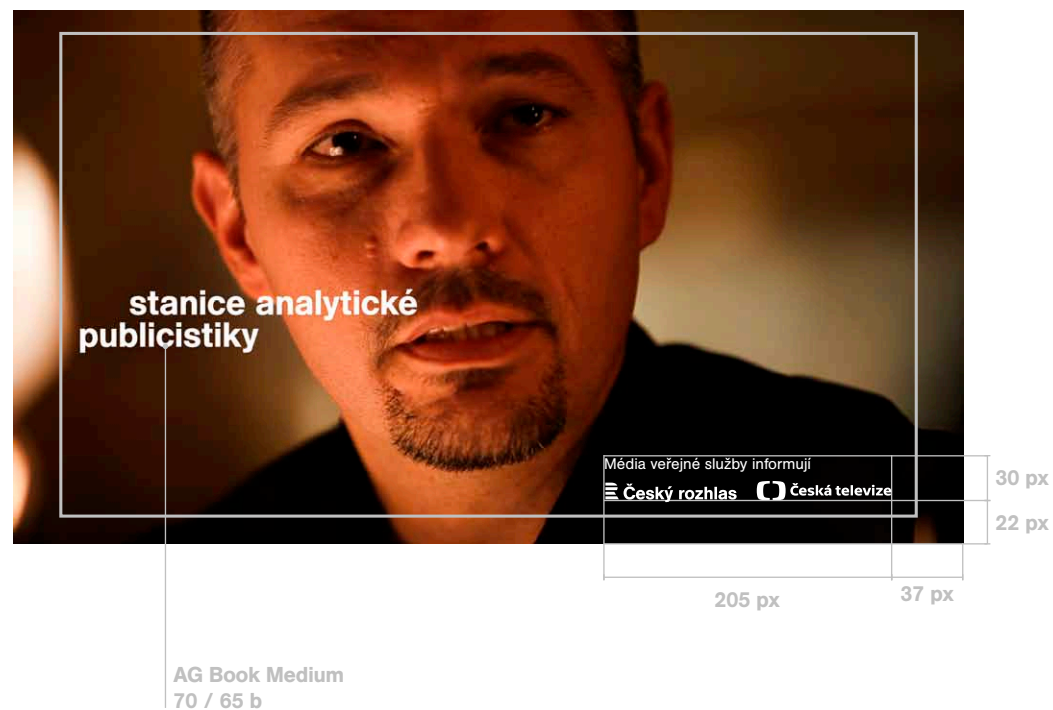 stanice analytické
publicistiky
Média veřejné služby informují
Český rozhlas Česká televize
30 px
22 px
205 px
37 px
AG Book Medium
70 / 65 b